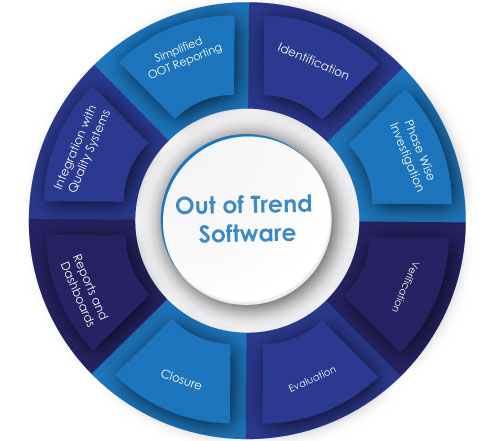 Out of Trend
Software
Simplified
OOT Reporting
Identification
Phase Wise
Investigation
Verification
Evaluation
Closure
Reports and
Dashboards
Integration with
Quality Systems